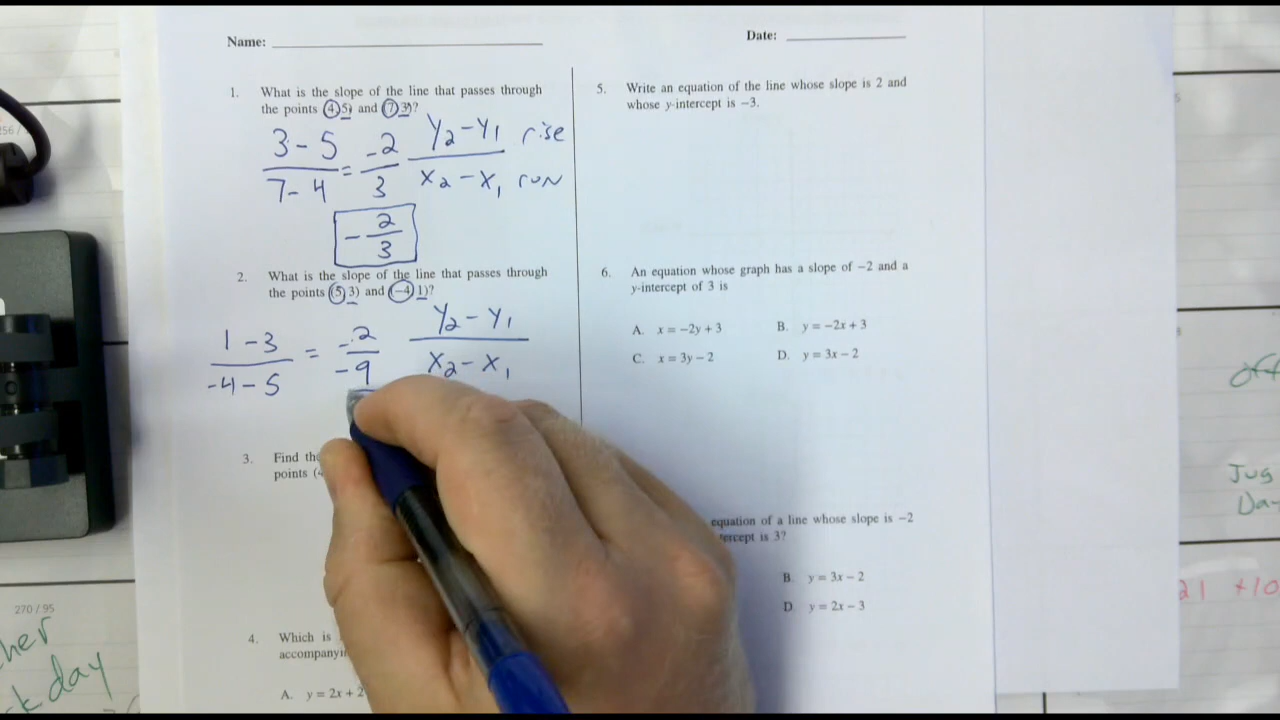 Name:
Date:
1. What is the slope of the line that passes through
the points (4, 5) and (7, 3)?
3 - 5
7 - 4
=
-2
3
Y2 - Y1
X2 - X1
rise
run
- 2
3
2. What is the slope of the line that passes through
the points (5, 3) and (-4, 1)?
1 - 3
-4 - 5
=
-2
-9
Y2 - Y1
X2 - X1
3. Find
points
4. Which is
A. y = 2x + 2
5. Write an equation of the line whose slope is 2 and
whose y-intercept is −3.
6. An equation whose graph has a slope of −2 and a
y-intercept of 3 is
A. x = −2y + 3
B. y = −2x + 3
C. x = 3y − 2
D. y = 3x − 2
equation of a line whose slope is −2
is 3?
B. y = 3x − 2
D. y = 2x − 3
270 / 95
day
Jug
21 +10